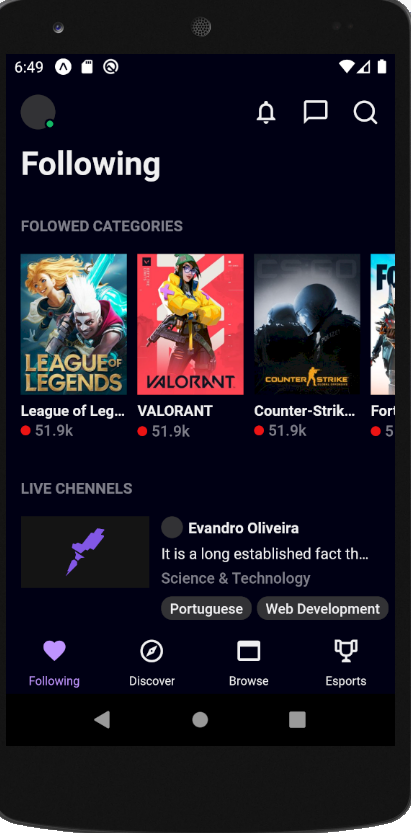 6:49
Following
FOLOWED CATEGORIES
LEAGUE OF
LEGENDS
VALORANT
CS:GO
COUNTER STRIKE
FO
League of Leg...
VALORANT
Counter-Strik...
Fort
51.9k
51.9k
51.9k
5
LIVE CHENNELS
Evandro Oliveira
It is a long established fact th...
Science & Technology
Portuguese
Web Development
Following
Discover
Browse
Esports